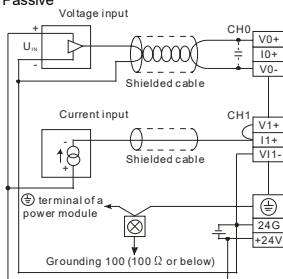 Passive
Voltage input
+
UIN
-
CH0
V0+
I0+
V0-
Shielded cable
Current input
CH1
V1+
-
I1+
+
VI1-
Shielded cable
terminal of a
power module
24G
+24V
Grounding 100 (100 Ω or below)